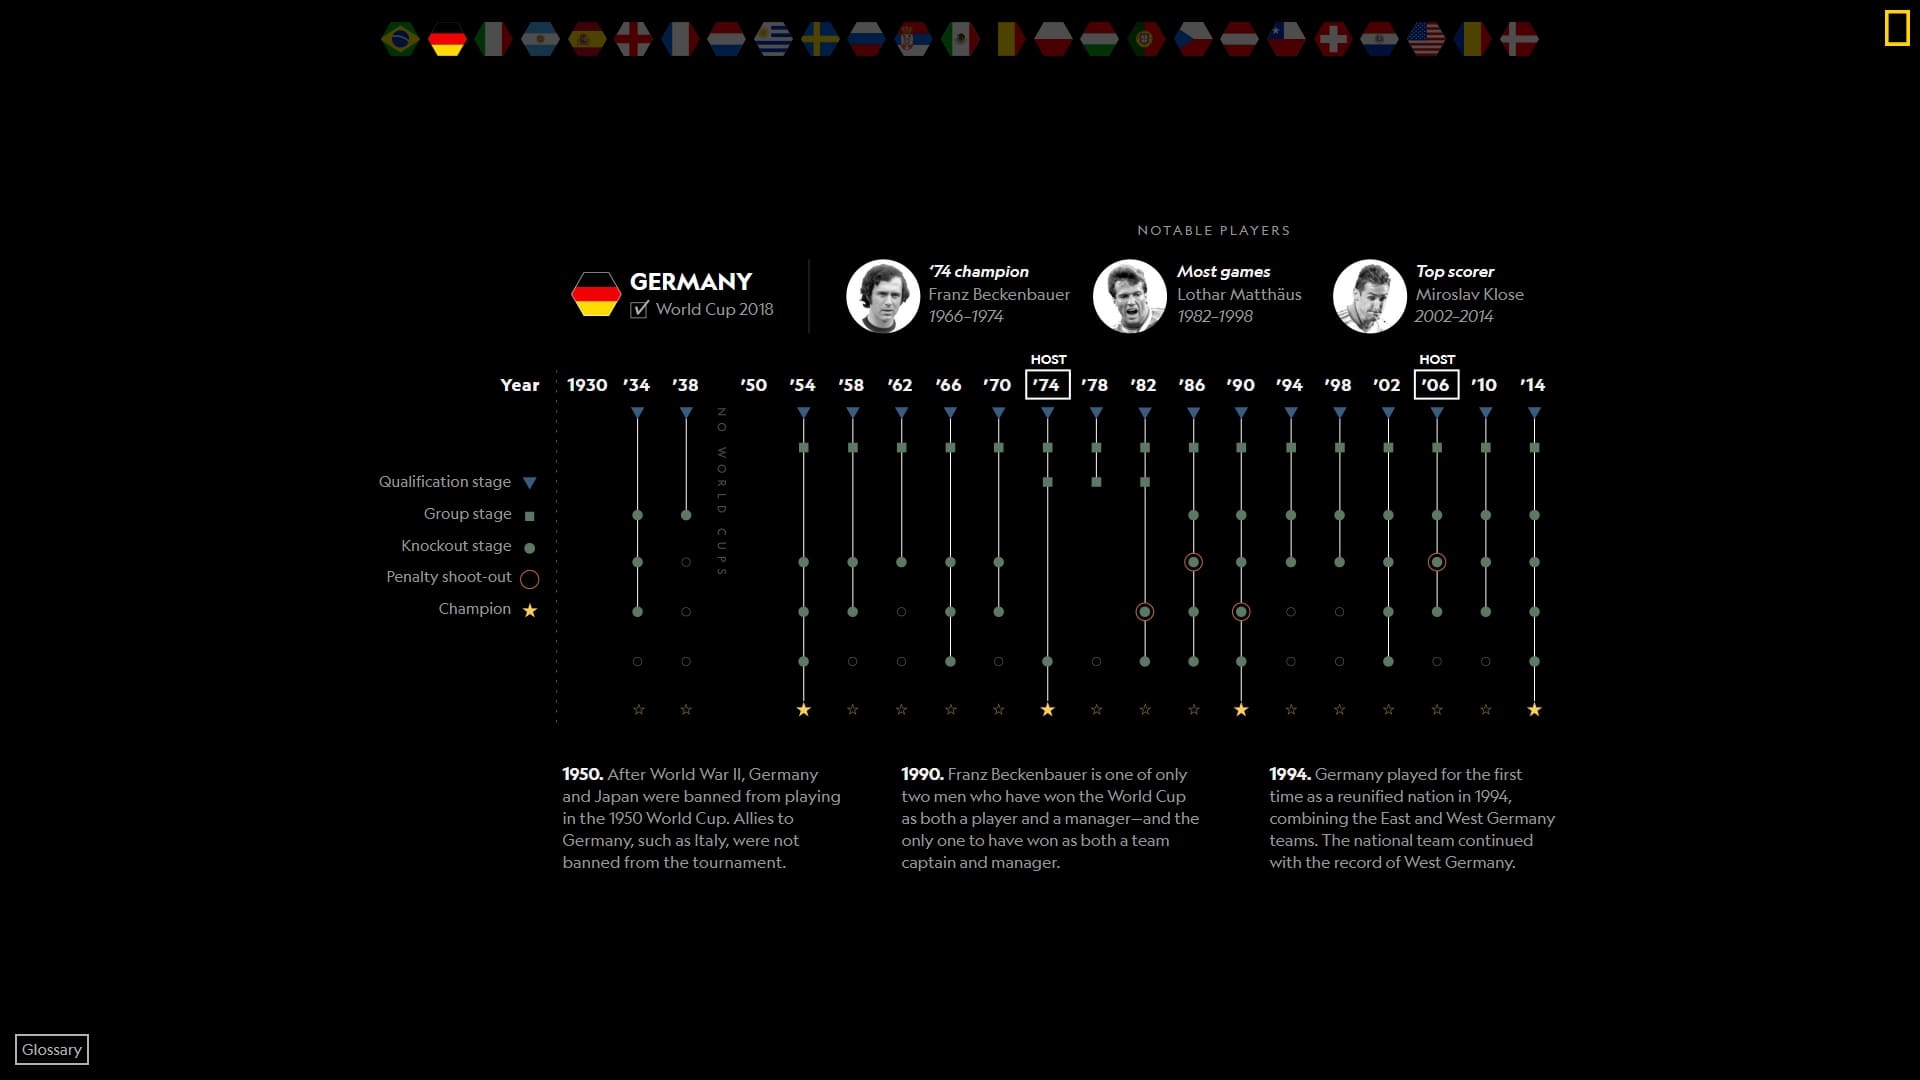 NOTABLE PLAYERS
GERMANY
World Cup 2018
‘74 champion
Franz Beckenbauer
1966–1974
Most games
Lothar Matthäus
1982–1998
Top scorer
Miroslav Klose
2002–2014
HOST
HOST
Year 1930 ’34 ’38 ’50 ’54 ’58 ’62 ’66 ’70 ’74 ’78 ’82 ’86 ’90 ’94 ’98 ’02 ’06 ’10 ’14
NO WORLD CUPS
Qualification stage
Group stage
Knockout stage
Penalty shoot-out
Champion
1950. After World War II, Germany
and Japan were banned from playing
in the 1950 World Cup. Allies to
Germany, such as Italy, were not
banned from the tournament.
1990. Franz Beckenbauer is one of only
two men who have won the World Cup
as both a player and a manager—and the
only one to have won as both a team
captain and manager.
1994. Germany played for the first
time as a reunified nation in 1994,
combining the East and West Germany
teams. The national team continued
with the record of West Germany.
Glossary